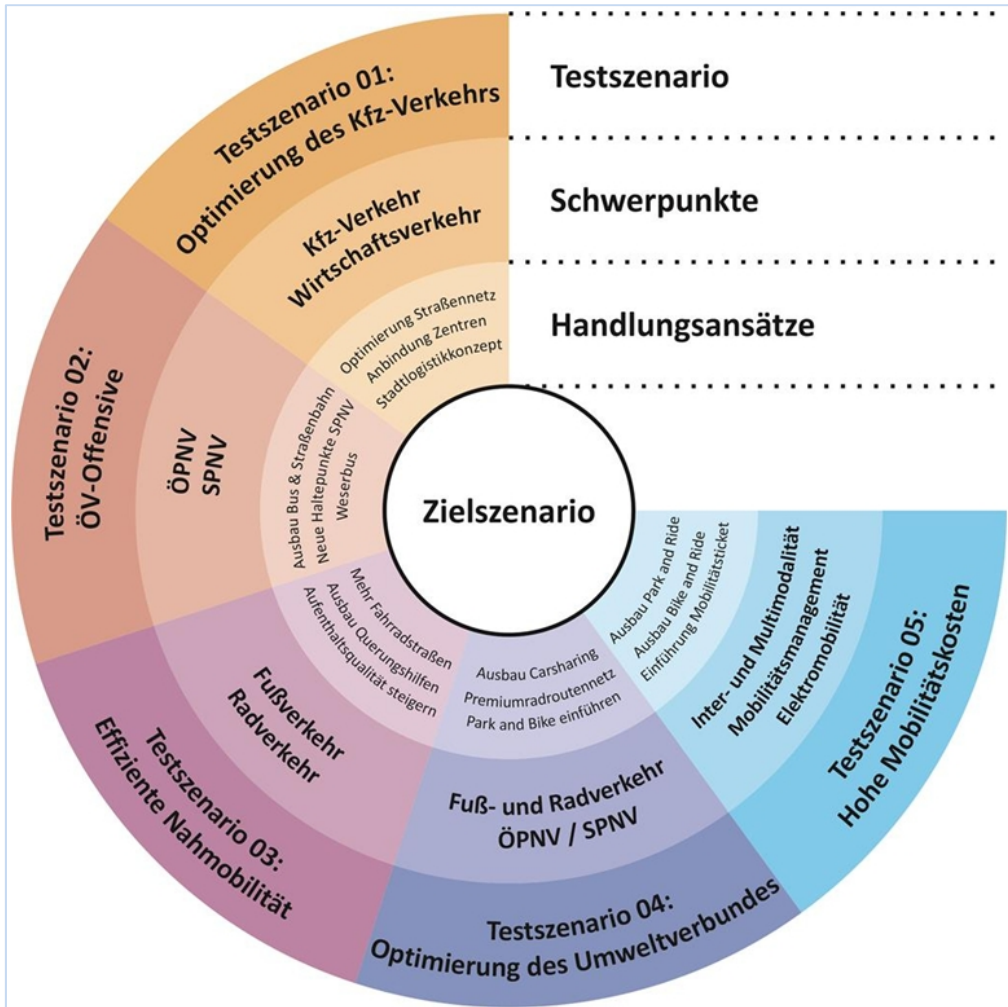 Testszenario
Schwerpunkte
Handlungsansätze
Zielszenario
Testszenario 01:
Optimierung des Kfz-Verkehrs
Kfz-Verkehr
Wirtschaftsverkehr
Optimierung Straßennetz
Anbindung Zentren
Stadtlogistikkonzept
Testszenario 02:
ÖV-Offensive
ÖPNV
SPNV
Ausbau Bus & Straßenbahn
Neue Haltepunkte SPNV
Weserbus
Testszenario 03:
Effiziente Nahmobilität
Fußverkehr
Radverkehr
Mehr Fahrradstraßen
Ausbau Querungshilfen
Aufenthaltsqualität steigern
Testszenario 04:
Optimierung des Umweltverbundes
Fuß- und Radverkehr
ÖPNV / SPNV
Ausbau Carsharing
Premiumradroutennetz
Park and Bike einführen
Testszenario 05:
Hohe Mobilitätskosten
Inter- und Multimodalität
Mobilitätsmanagement
Elektromobilität
Ausbau Park and Ride
Ausbau Bike and Ride
Einführung Mobilitätsticket